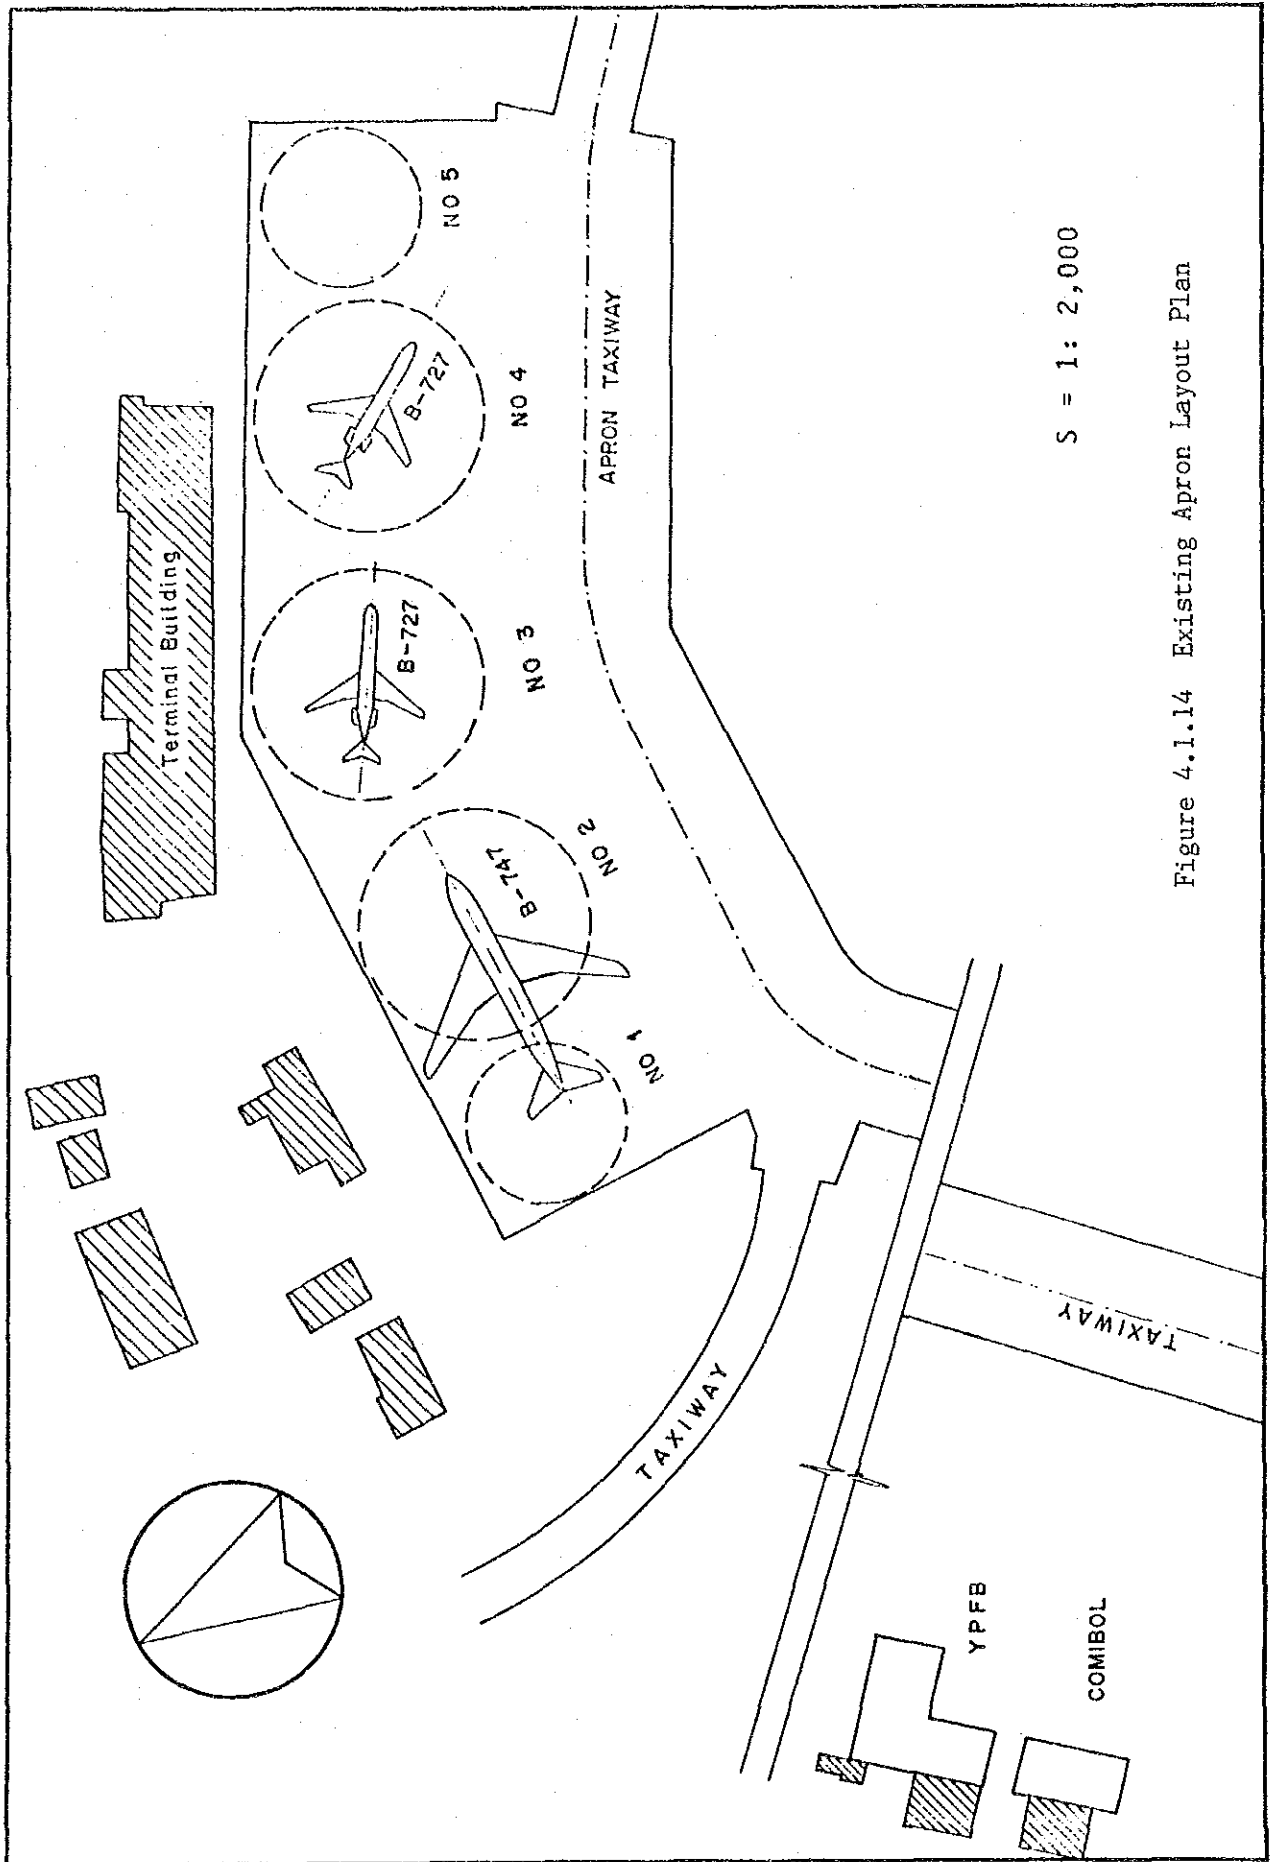 Terminal Building
NO 5
B-727
NO 4
B-727
NO 3
B-747
NO 2
NO 1
APRON TAXIWAY
TAXIWAY
TAXIWAY
YPFB
COMIBOL
S = 1: 2,000
Figure 4.1.14 Existing Apron Layout Plan